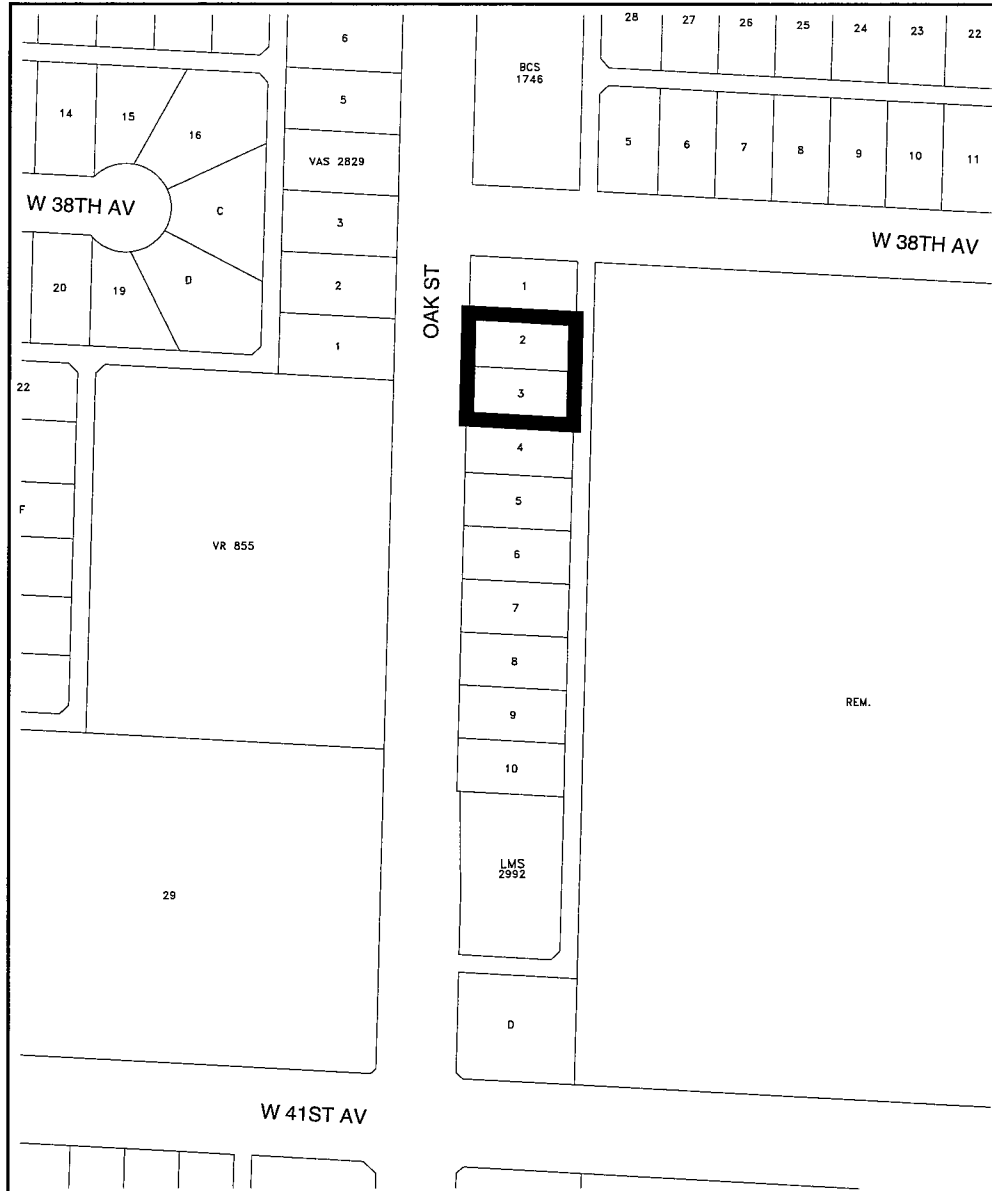 28 27 26 25 24 23 22
6
BCS
1746
5
14 15 16
5 6 7 8 9 10 11
VAS 2829
W 38TH AV
C
3
W 38TH AV
20 19 D
2
1
OAK ST
1
2
3
22
4
5
F
VR 855
6
7
8
REM.
9
10
LMS
2992
29
D
W 41ST AV